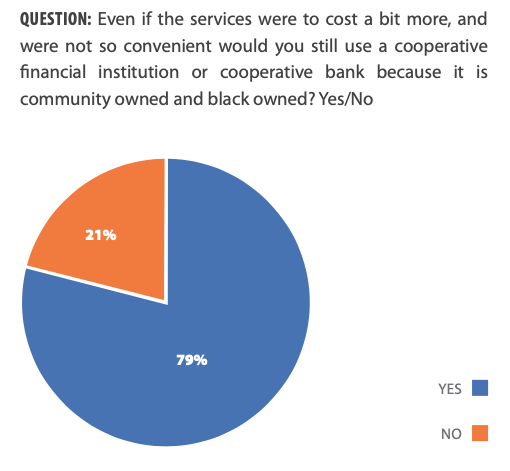 QUESTION: Even if the services were to cost a bit more, and
were not so convenient would you still use a cooperative
financial institution or cooperative bank because it is
community owned and black owned? Yes/No
21%
79%
YES
NO